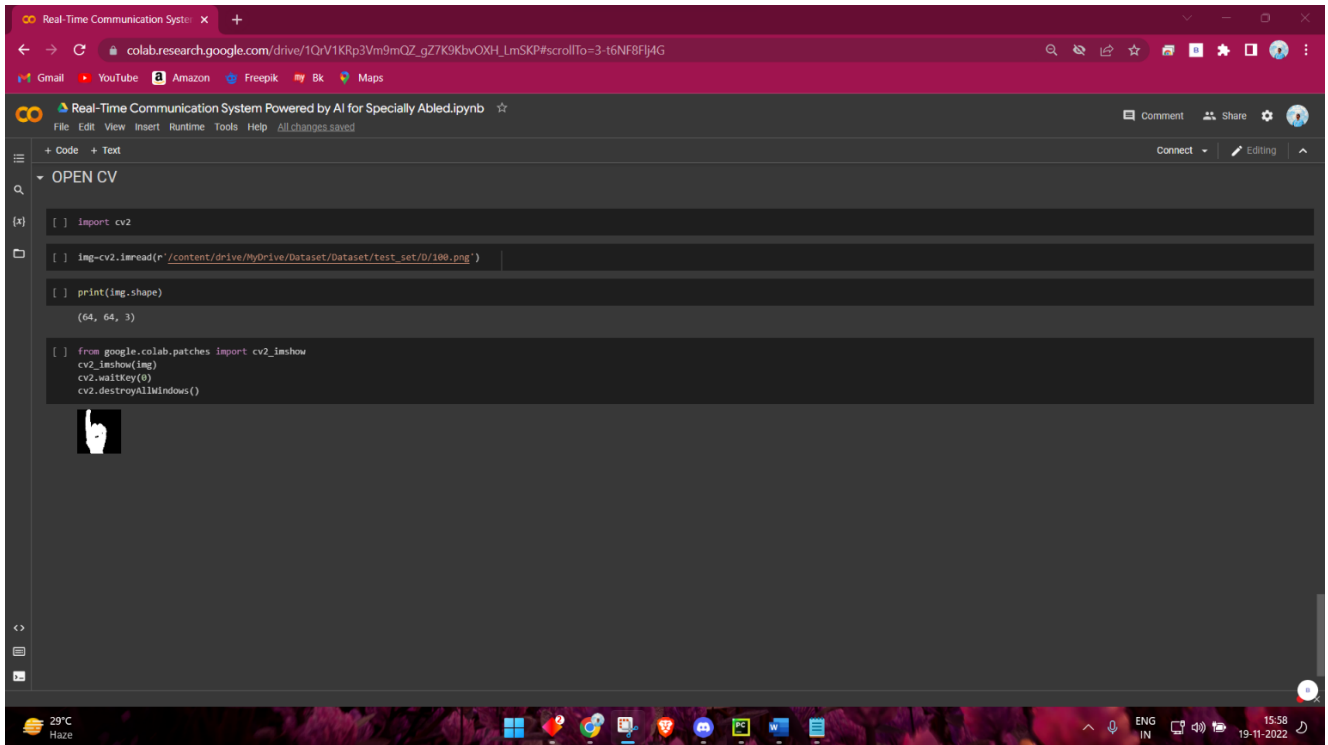 Real-Time Communication Syste
colab.research.google.com/drive/1QrV1KRp3Vm9mQZ_gZ7K9KbvOXH_LmSKP#scrollTo=3-t6NF8Flj4G
Gmail YouTube a Amazon Freepik my Bk Maps
CO Real-Time Communication System Powered by AI for Specially Abled.ipynb
Comment Share
File Edit View Insert Runtime Tools Help All changes saved
+ Code + Text Connect Editing
OPEN CV
[ ] import cv2
{x}
[ ] img=cv2.imread(r'/content/drive/MyDrive/Dataset/Dataset/test_set/D/100.png')
[ ] print(img.shape)
(64, 64, 3)
[ ] from google.colab.patches import cv2_imshow
cv2_imshow(img)
cv2.waitKey(0)
cv2.destroyAllWindows()
29°C
Haze
2
PC
W
ENG
IN
15:58
19-11-2022